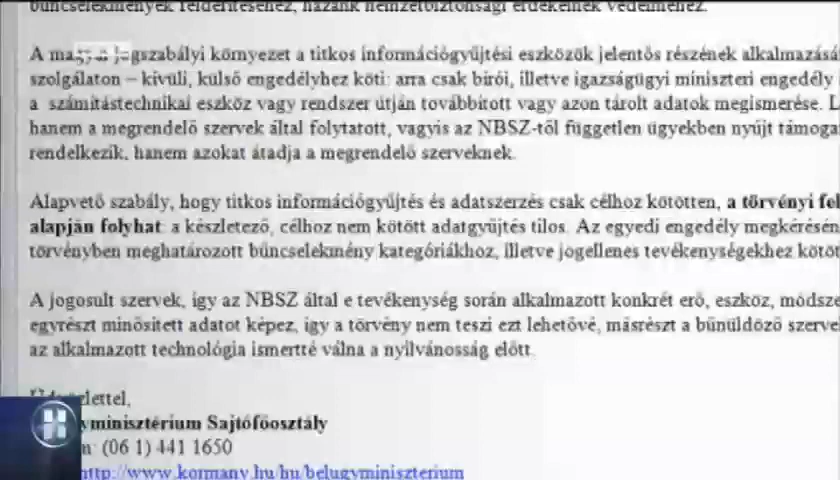 bűncselekmények felderítéséhez, hazánk nemzetbiztonsági érdekeinek védelméhez.
A jogszabályi környezet a titkos információgyűjtési eszközök jelentős részének
szolgálaton – kívüli, külső engedélyhez köti: arra csak bírói, illetve igazságügyi miniszteri engedély
a számítástechnikai eszköz vagy rendszer útján továbbított vagy azon tárolt adatok megismerése.
hanem a megrendelő szervek által folytatott, vagyis az NBSZ-től független ügyekben nyújt
rendelkezik, hanem azokat átadja a megrendelő szerveknek.
Alapvető szabály, hogy titkos információgyűjtés és adatszerzés csak célhoz kötötten, a törvényi fel
alapján folyhat: a készletező, célhoz nem kötött adatgyűjtés tilos. Az egyedi engedély megkérésén
törvényben meghatározott bűncselekmény kategóriákhoz, illetve jogellenes tevékenységekhez kötöt
A jogosult szervek, így az NBSZ által e tevékenység során alkalmazott konkrét erő, eszköz, módsze
egyrészt minősített adatot képez, így a törvény nem teszi ezt lehetővé, másrészt a bűnüldöző szerve
az alkalmazott technológia ismertté válna a nyilvánosság előtt.
yminisztérium Sajtófőosztály
n: (06 1) 441 1650
http://www.kormany.hu/hu/belugyminiszterium